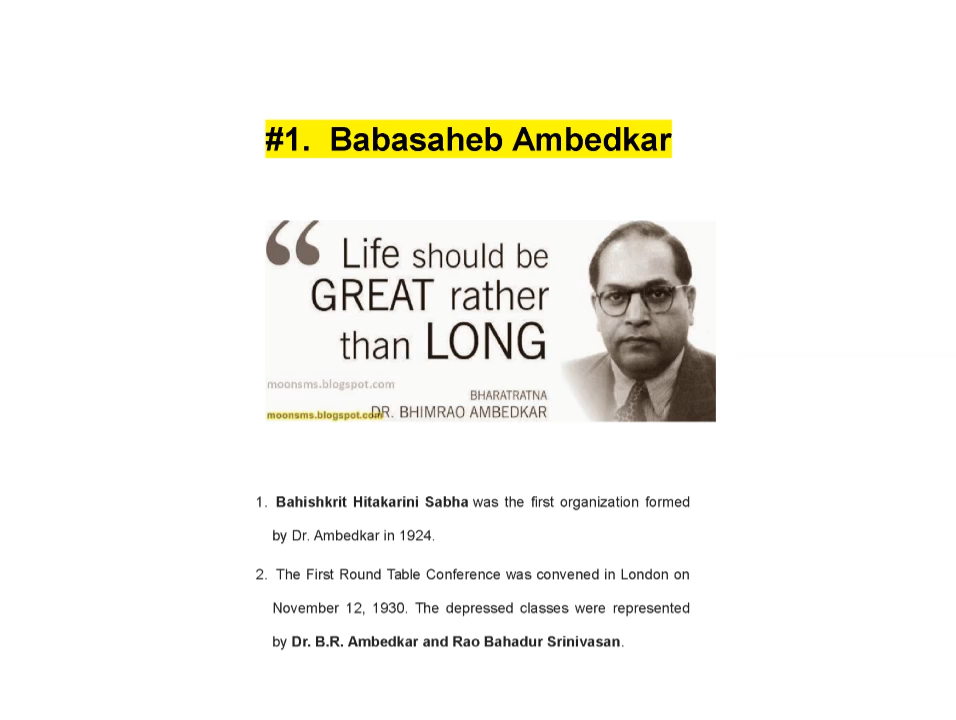 #1. Babasaheb Ambedkar
“ Life should be
GREAT rather
than LONG
moonsms.blogspot.com
BHARATRATNA
moonsms.blogspot.com
DR. BHIMRAO AMBEDKAR
1. Bahishkrit Hitakarini Sabha was the first organization formed
by Dr. Ambedkar in 1924.
2. The First Round Table Conference was convened in London on
November 12, 1930. The depressed classes were represented
by Dr. B.R. Ambedkar and Rao Bahadur Srinivasan.